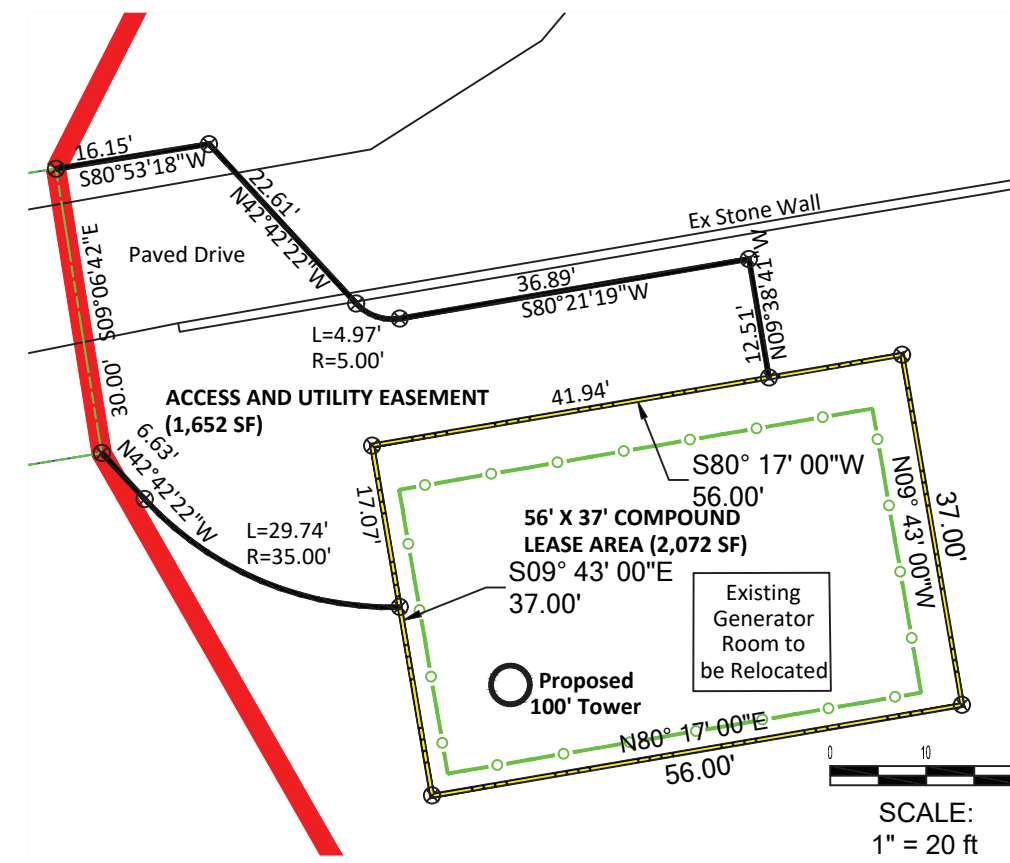 16.15'
S80°53'18"W
22.61'
N42°42'22"W
Ex Stone Wall
Paved Drive
S09°06'42"E
30.00'
36.89'
S80°21'19"W
12.51'
N09°38'41"W
L=4.97'
R=5.00'
ACCESS AND UTILITY EASEMENT
(1,652 SF)
41.94'
6.63'
N42°42'22"W
S80° 17' 00"W
56.00'
17.07'
L=29.74'
R=35.00'
56' X 37' COMPOUND
LEASE AREA (2,072 SF)
S09° 43' 00"E
37.00'
N09° 43' 00"W
37.00'
Existing
Generator
Room to
be Relocated
Proposed
100' Tower
N80° 17' 00"E
56.00'
0 10
SCALE:
1" = 20 ft